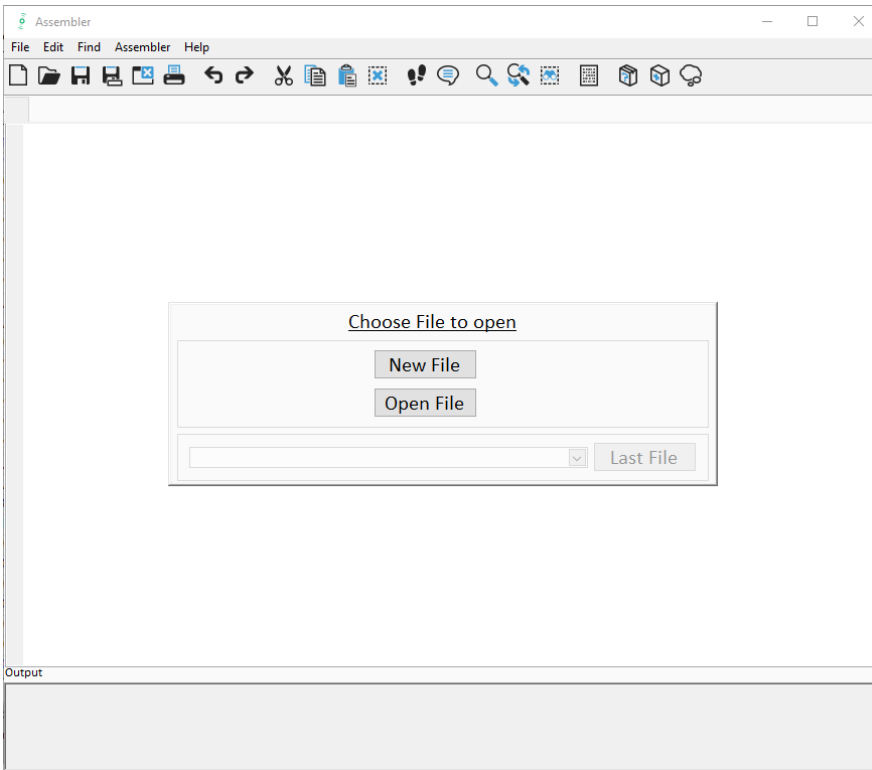 Assembler
File Edit Find Assembler Help
Choose File to open
New File
Open File
Last File
Output